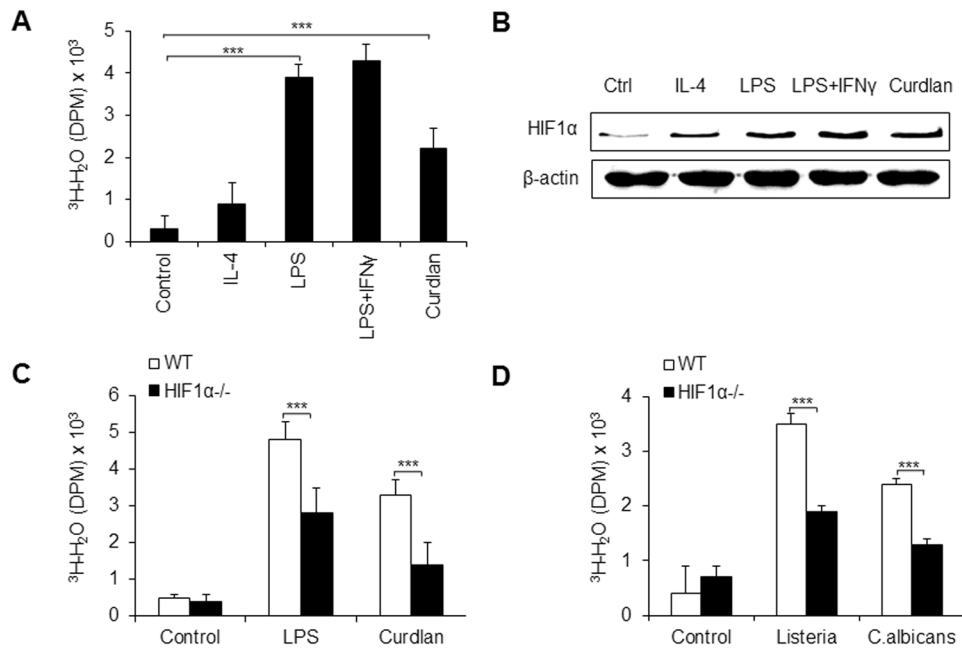 A
³H-H₂O (DPM) x 10³
6
5
4
3
2
1
0
***
***
Control
IL-4
LPS
LPS+IFNγ
Curdlan
B
Ctrl IL-4 LPS LPS+IFNγ Curdlan
HIF1α
β-actin
C
WT
HIF1α-/-
³H-H₂O (DPM) x 10³
6
5
4
3
2
1
0
***
***
Control LPS Curdlan
D
WT
HIF1α-/-
³H-H₂O (DPM) x 10³
4
3
2
1
0
***
***
Control Listeria C.albicans